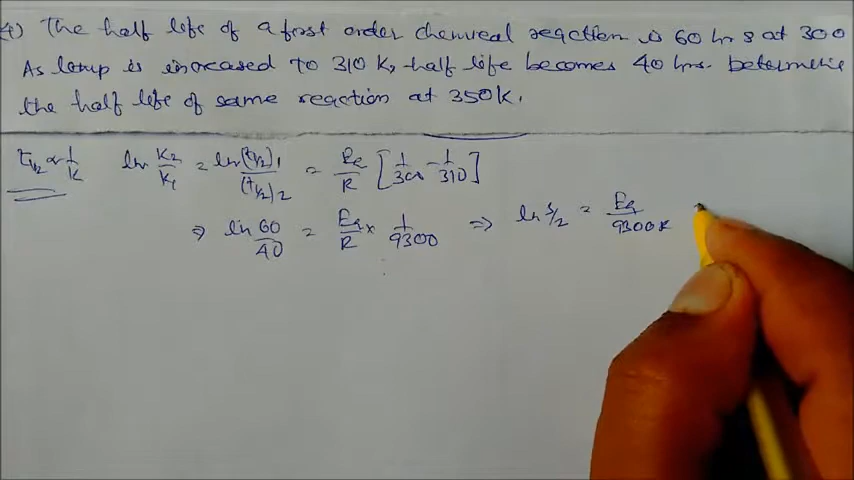 4) The half life of a first order chemical reaction is 60 hrs at 300
As temp is increased to 310 K, half life becomes 40 hrs. Determine
the half life of same reaction at 350K.
t½ ∝ 1/K ln K2/K1 = ln (t½)1/(t½)2 = Ea/R [1/300 - 1/310]
⇒ ln 60/40 = Ea/R × 1/9300 ⇒ ln 3/2 = Ea/9300R